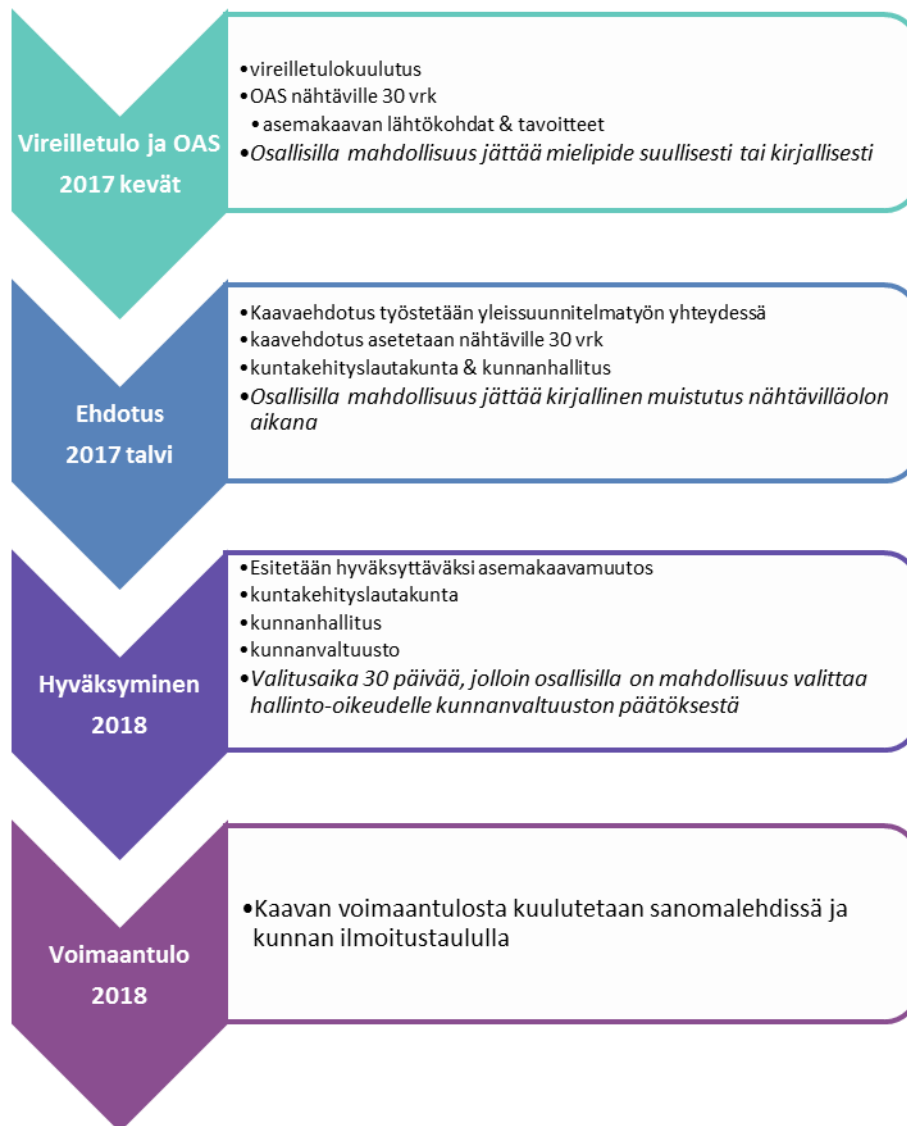 Vireilletulo ja OAS
2017 kevät
•vireilletulokuulutus
•OAS nähtäville 30 vrk
•asemakaavan lähtökohdat & tavoitteet
•Osallisilla mahdollisuus jättää mielipide suullisesti tai kirjallisesti
Ehdotus
2017 talvi
•Kaavaehdotus työstetään yleissuunnitelmatyön yhteydessä
•kaavehdotus asetetaan nähtäville 30 vrk
•kuntakehityslautakunta & kunnanhallitus
•Osallisilla mahdollisuus jättää kirjallinen muistutus nähtävilläolon
aikana
Hyväksyminen
2018
•Esitetään hyväksyttäväksi asemakaavamuutos
•kuntakehityslautakunta
•kunnanhallitus
•kunnanvaltuusto
•Valitusaika 30 päivää, jolloin osallisilla on mahdollisuus valittaa
hallinto-oikeudelle kunnanvaltuuston päätöksestä
Voimaantulo
2018
•Kaavan voimaantulosta kuulutetaan sanomalehdissä ja
kunnan ilmoitustaululla